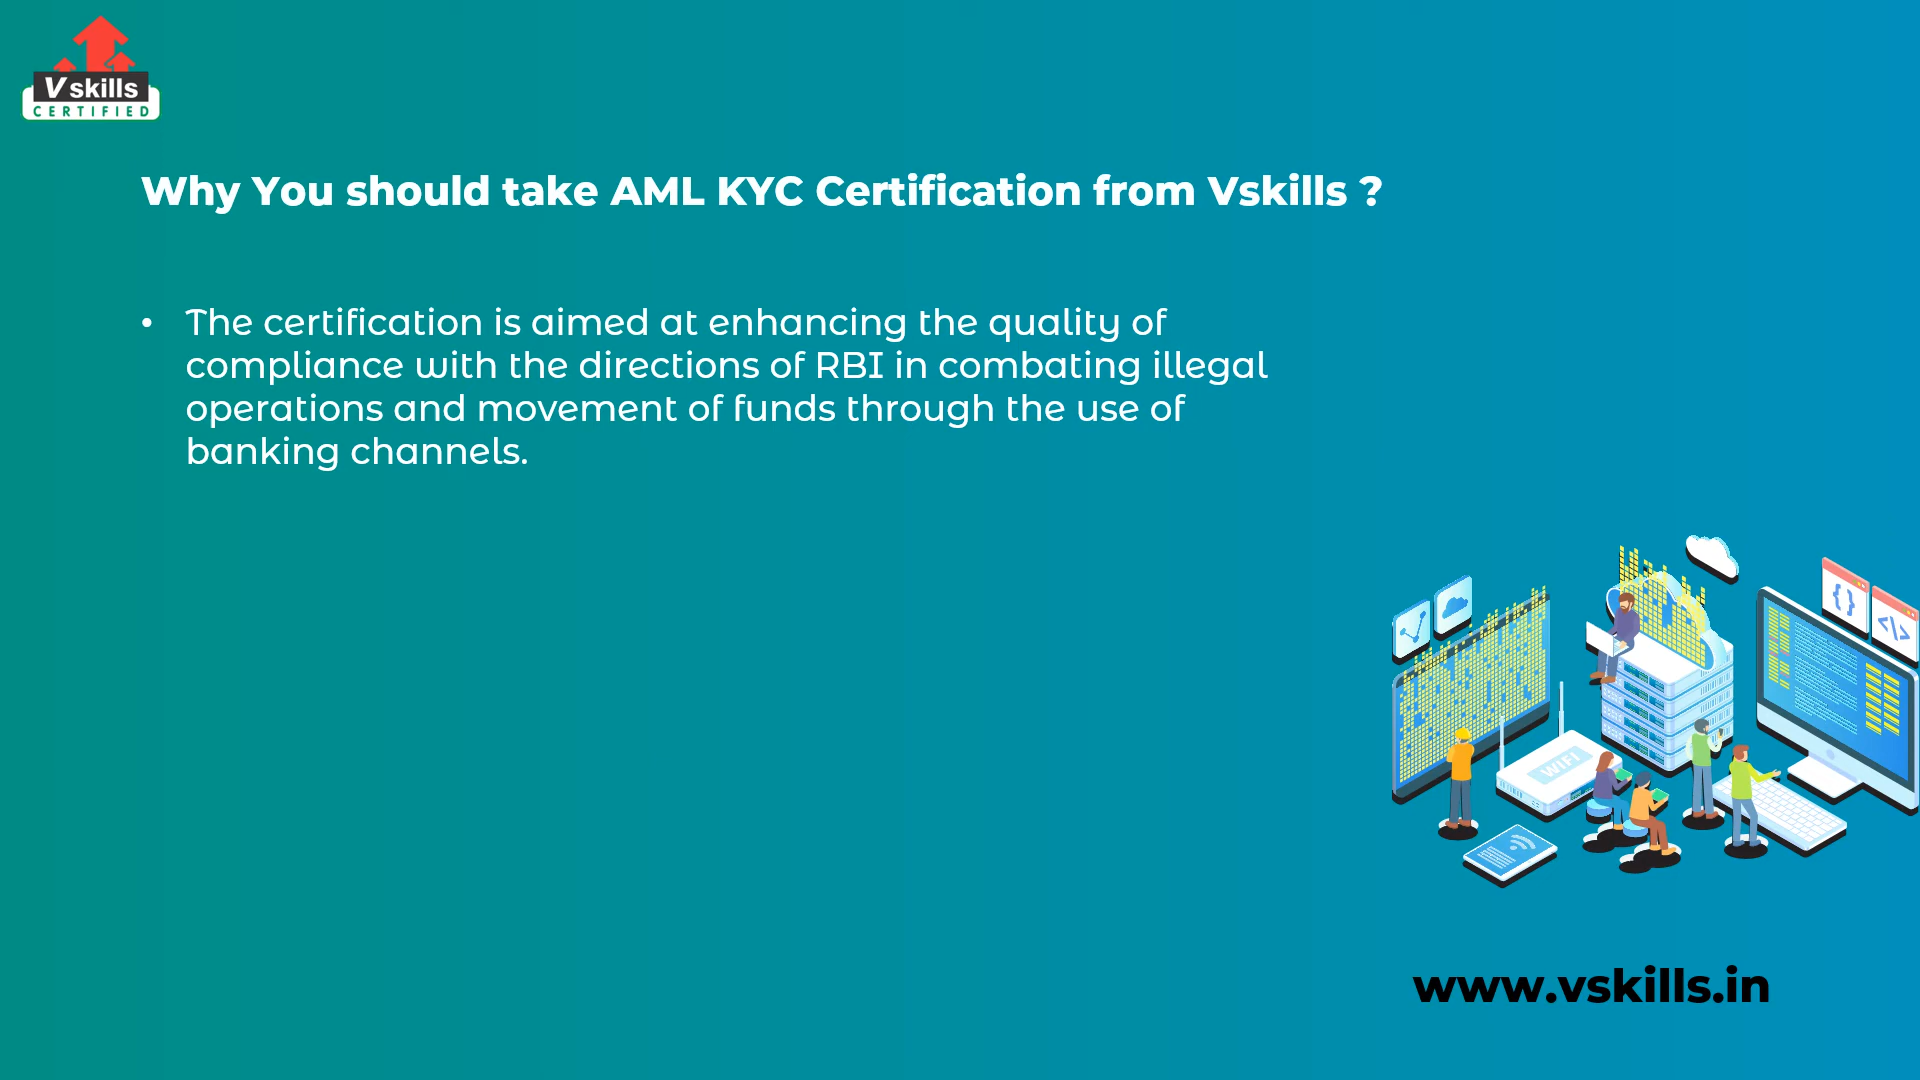 V skills
CERTIFIED
Why You should take AML KYC Certification from Vskills ?
• The certification is aimed at enhancing the quality of
compliance with the directions of RBI in combating illegal
operations and movement of funds through the use of
banking channels.
{ }
</>
WIFI
www.vskills.in